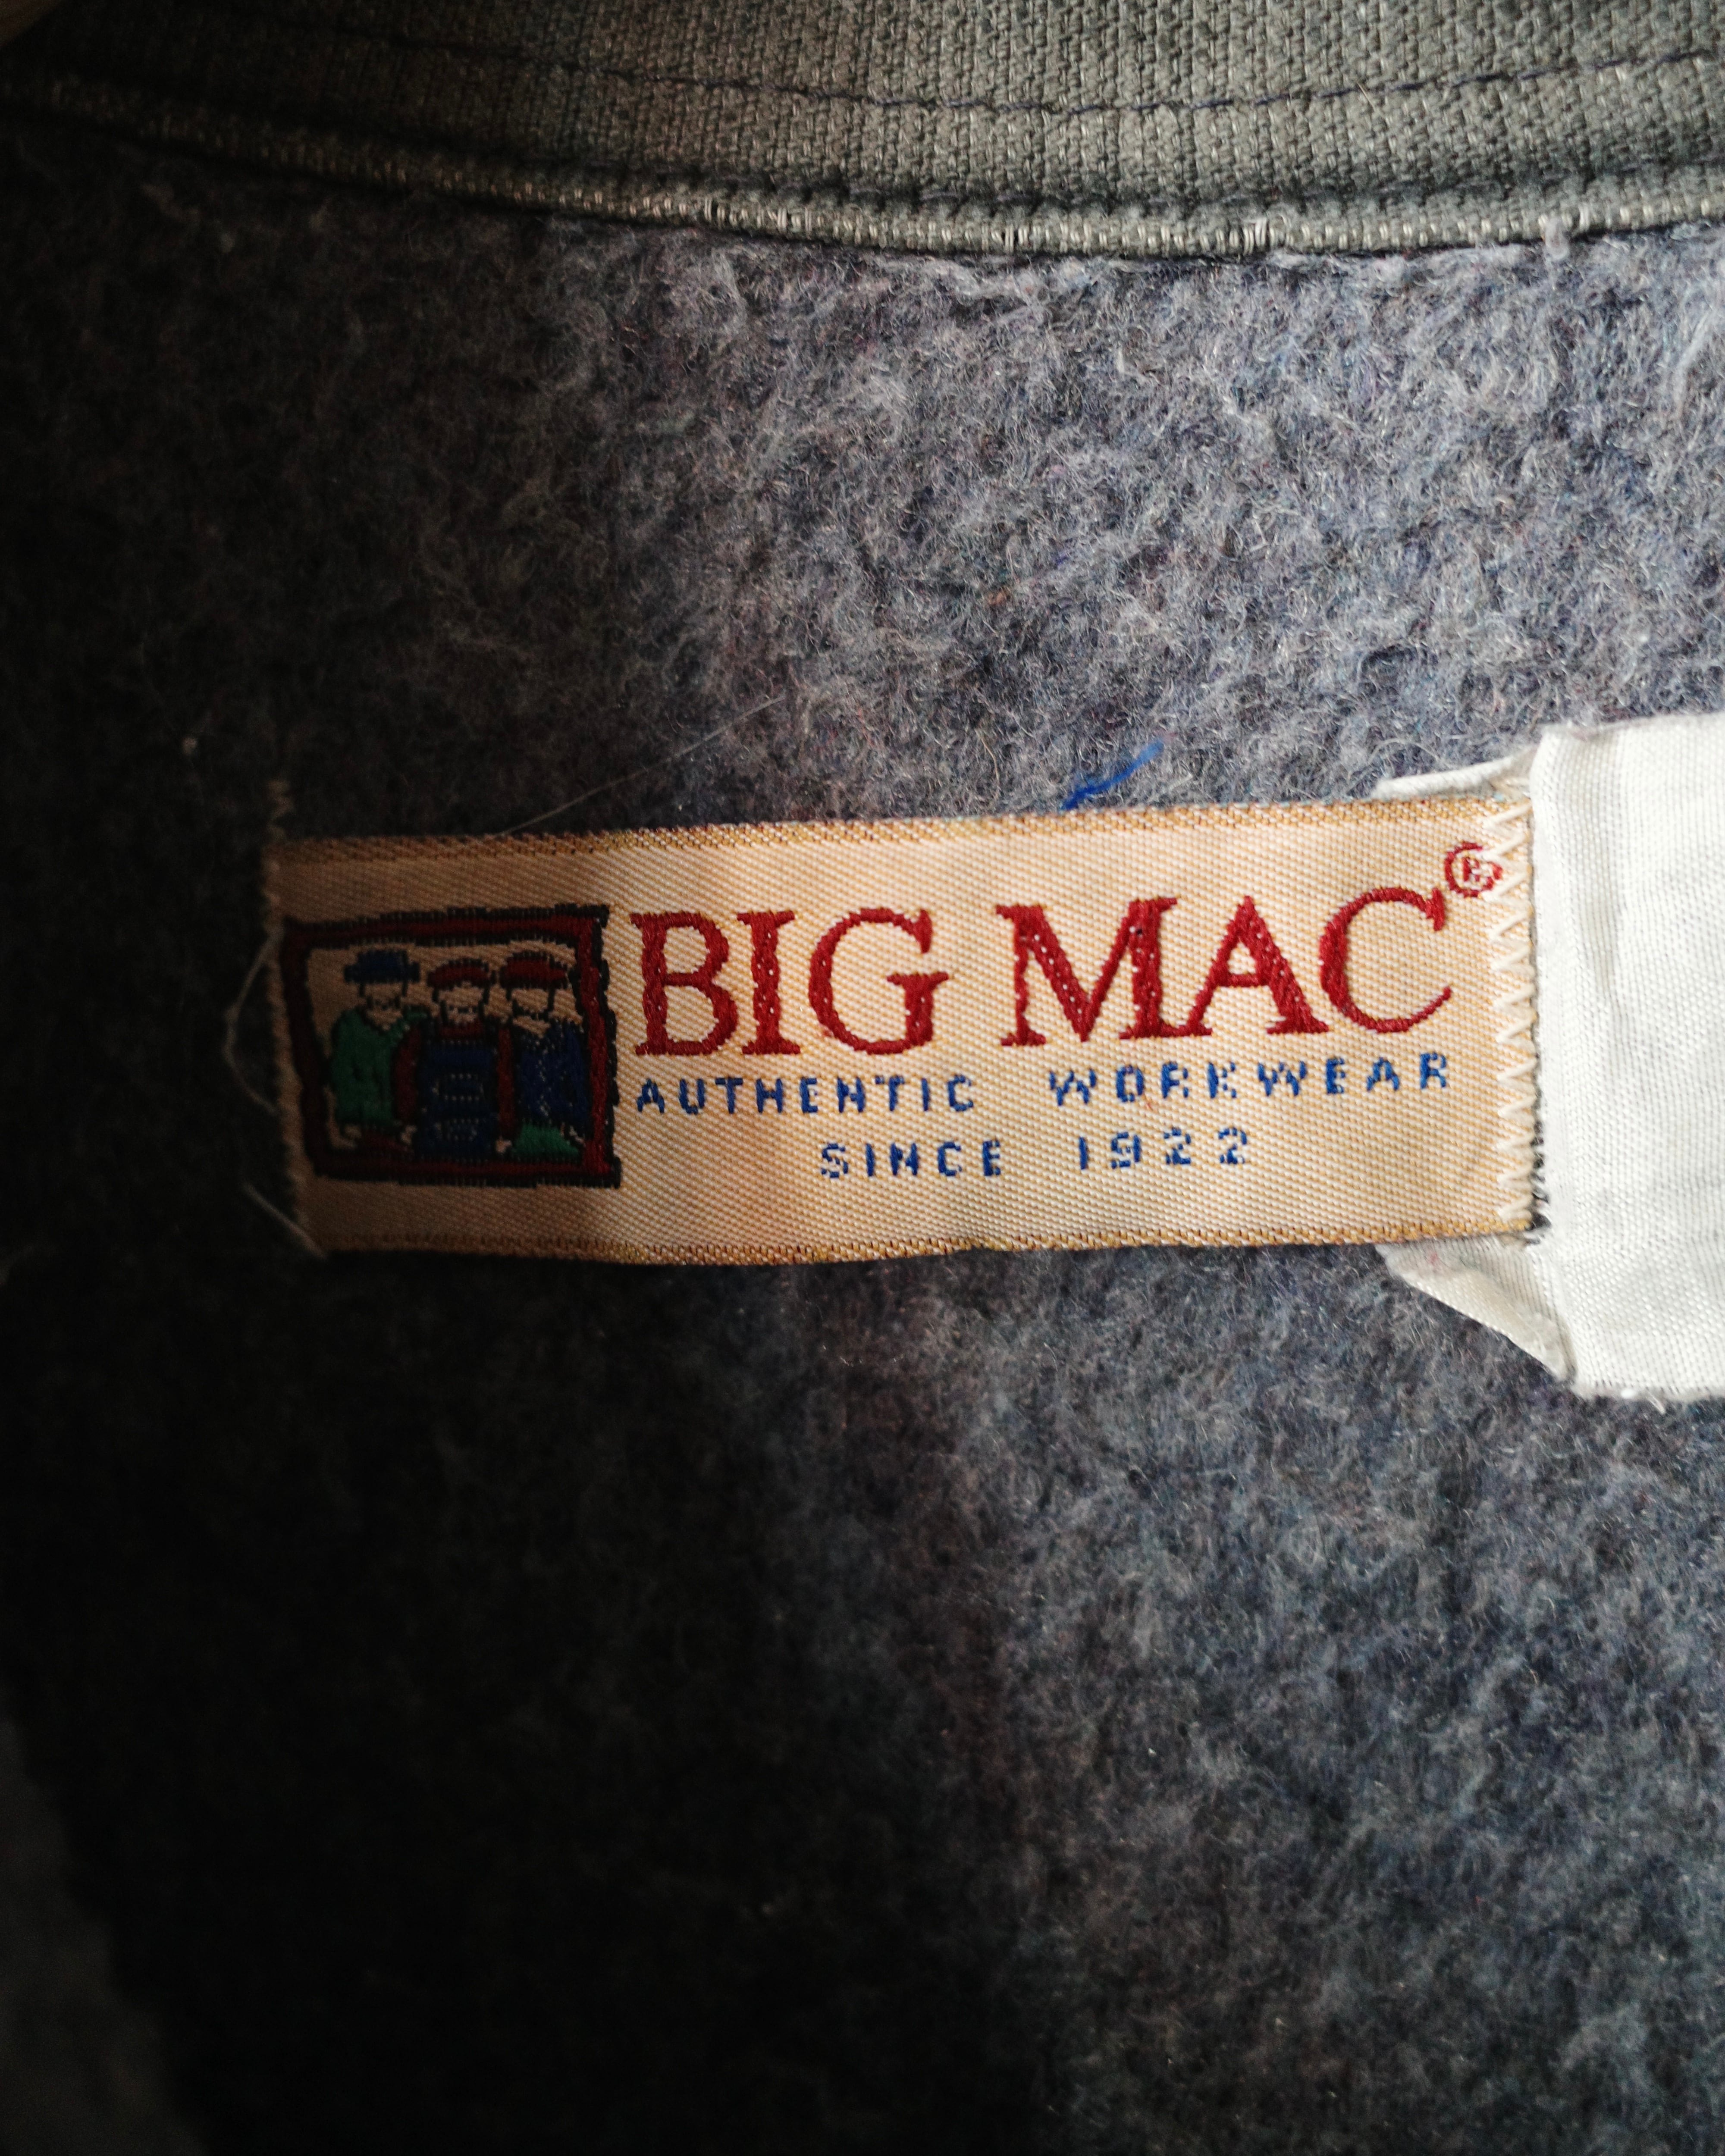 BIG MAC®
AUTHENTIC WORKWEAR
SINCE 1922